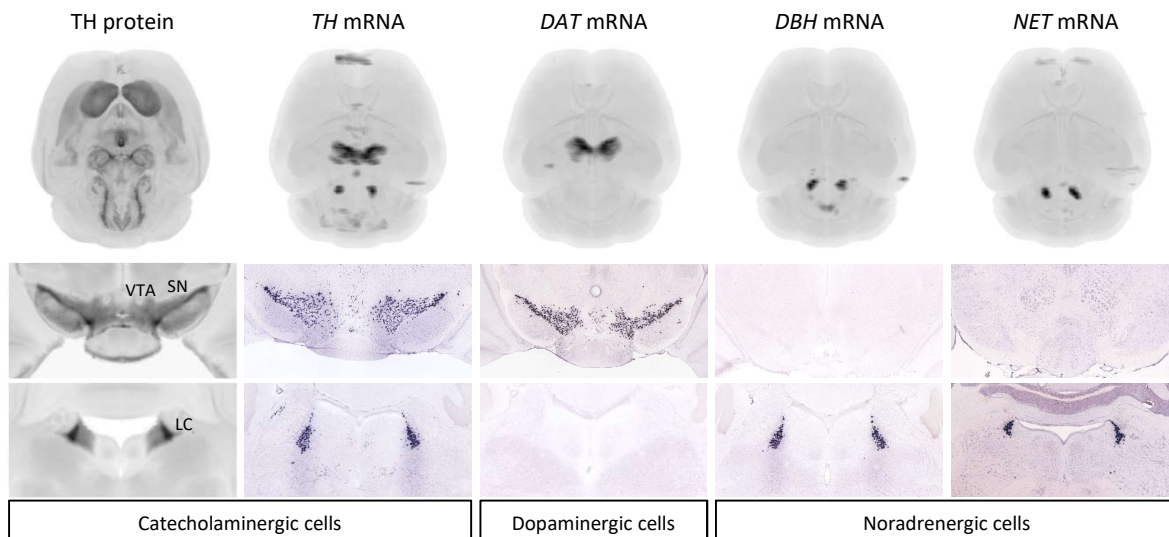 TH protein
TH mRNA
DAT mRNA
DBH mRNA
NET mRNA
VTA
SN
LC
Catecholaminergic cells
Dopaminergic cells
Noradrenergic cells